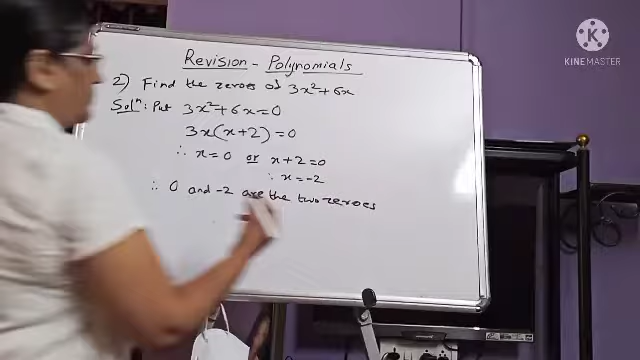 Revision - Polynomials
2) Find the zeroes of 3x²+6x
Solⁿ: Put 3x²+6x=0
3x(x+2)=0
∴ x=0 or x+2=0
∴ x=-2
∴ 0 and -2 are the two zeroes
K
KINEMASTER